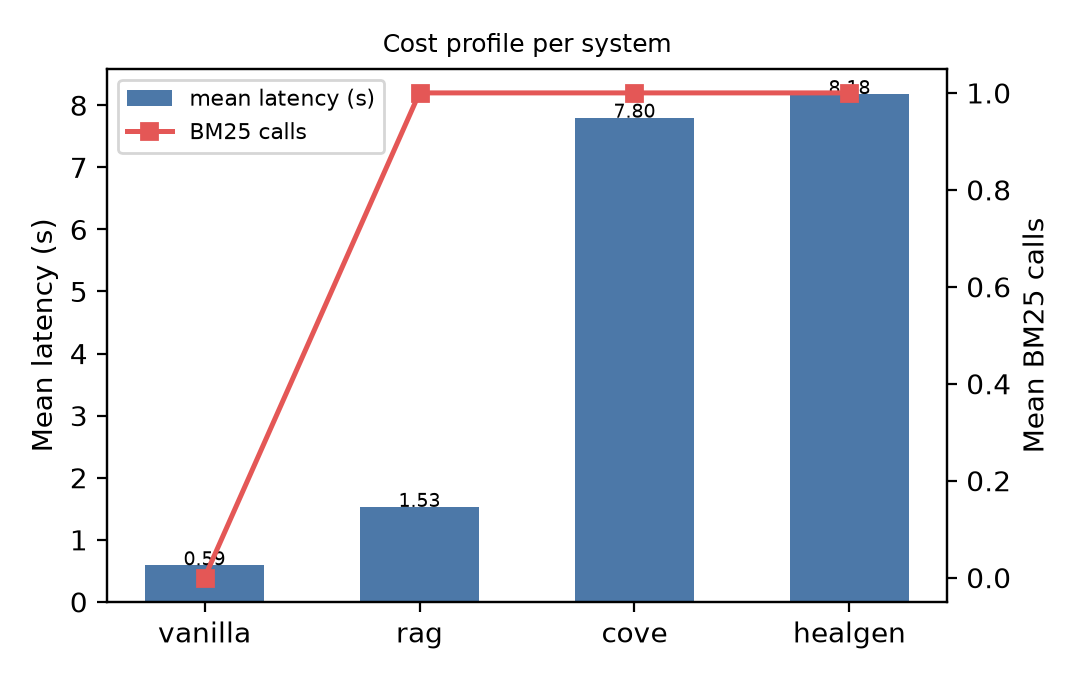 Cost profile per system
mean latency (s)
BM25 calls
Mean latency (s)
8
7
6
5
4
3
2
1
0
0.59
1.53
7.80
8.18
1.0
0.8
0.6
0.4
0.2
0.0
Mean BM25 calls
vanilla
rag
cove
healgen